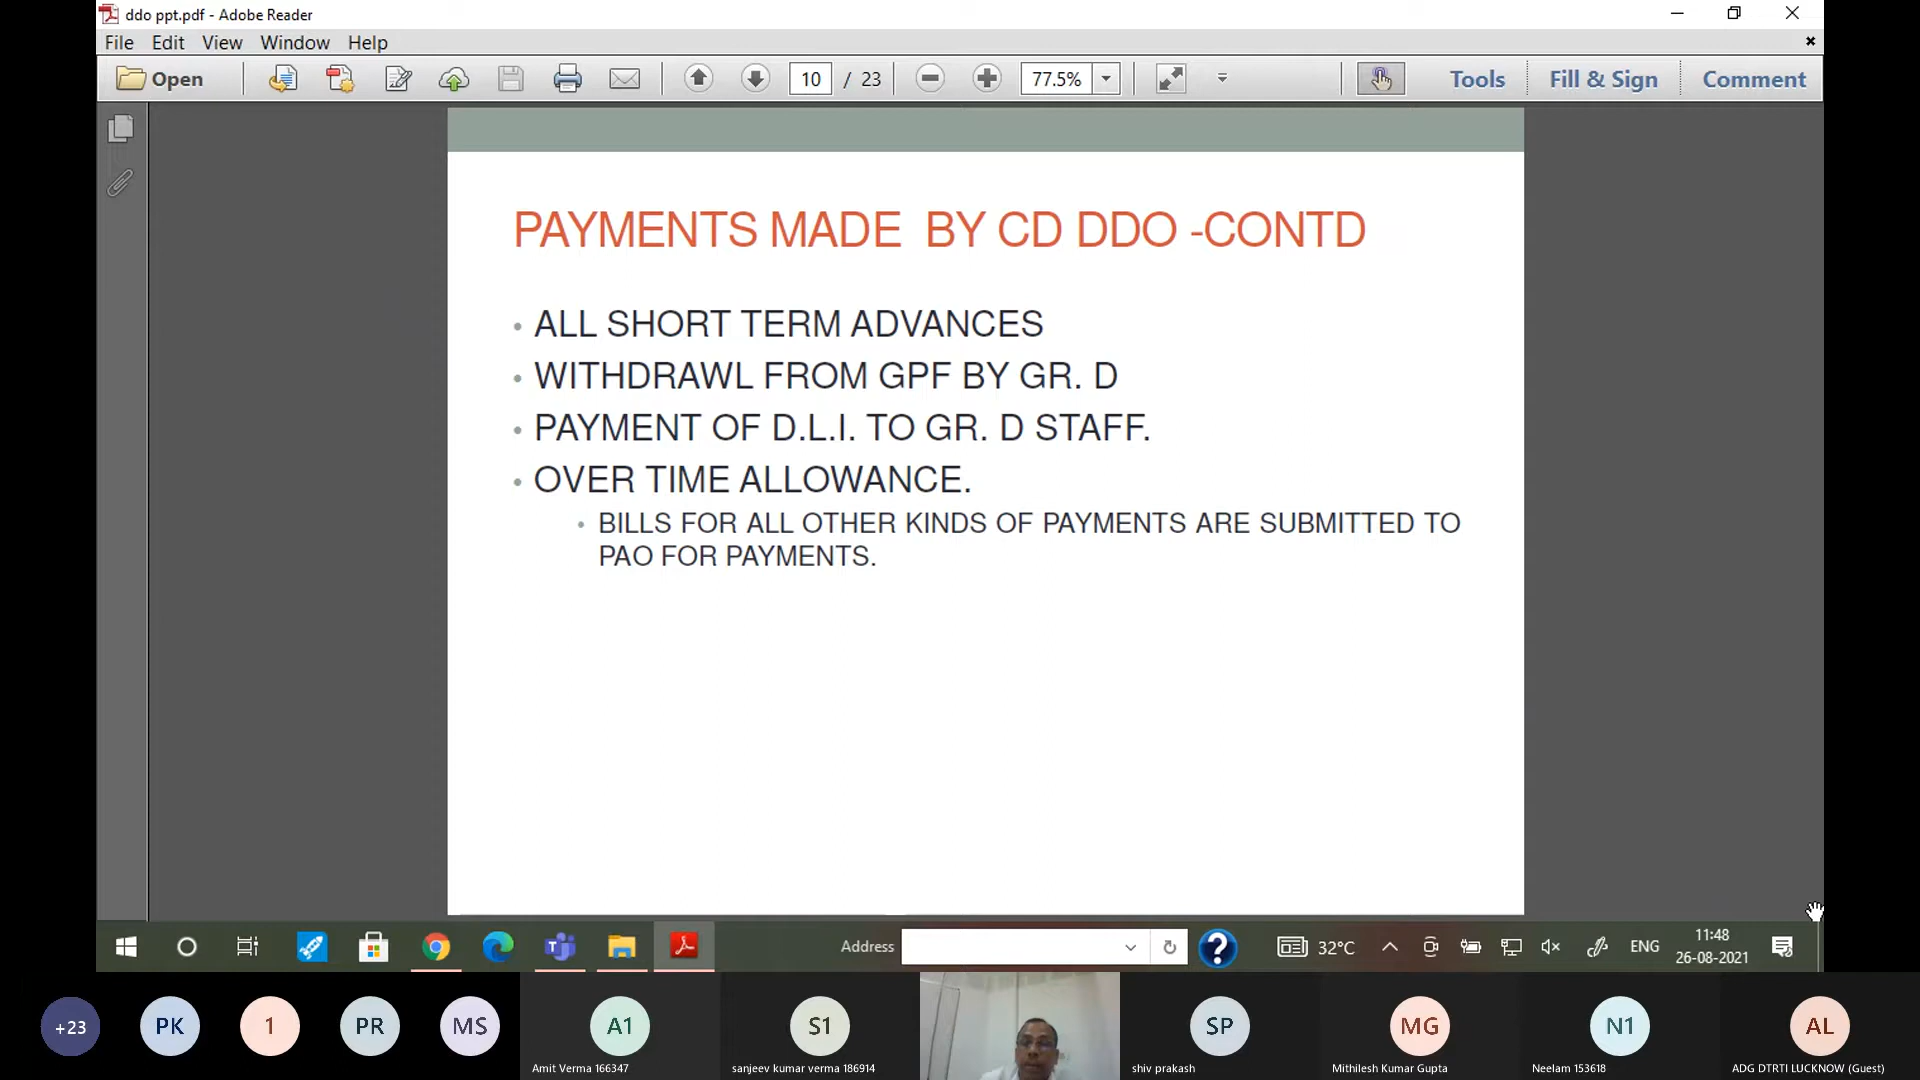 ddo ppt.pdf - Adobe Reader
File Edit View Window Help
Open 10 / 23 77.5% Tools Fill & Sign Comment
PAYMENTS MADE BY CD DDO -CONTD
• ALL SHORT TERM ADVANCES
• WITHDRAWL FROM GPF BY GR. D
• PAYMENT OF D.L.I. TO GR. D STAFF.
• OVER TIME ALLOWANCE.
• BILLS FOR ALL OTHER KINDS OF PAYMENTS ARE SUBMITTED TO
PAO FOR PAYMENTS.
Address 32°C ENG 11:48
26-08-2021
+23 PK 1 PR MS A1 S1 SP MG N1 AL
Amit Verma 166347 sanjeev kumar verma 186914 shiv prakash Mithilesh Kumar Gupta Neelam 153618 ADG DTRTI LUCKNOW (Guest)